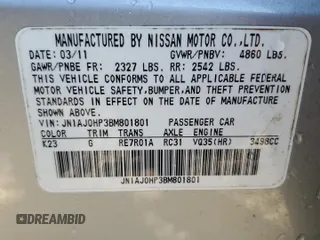 MANUFACTURED BY NISSAN MOTOR CO.,LTD.
DATE: 03/11 GVWR/PNBV: 4860 LBS.
GAWR/PNBE FR: 2327 LBS. RR: 2542 LBS.
THIS VEHICLE CONFORMS TO ALL APPLICABLE FEDERAL
MOTOR VEHICLE SAFETY,BUMPER,AND THEFT PREVENTION
STANDARDS IN EFFECT ON THE DATE OF MANUFACTURE
SHOWN ABOVE.
VIN: JN1AJ0HP3BM801801 PASSENGER CAR
COLOR TRIM TRANS AXLE ENGINE
K23 G RE7R01A RC31 VQ35(HR) 3498CC
JN1AJ0HP3BM801801
DREAMBID